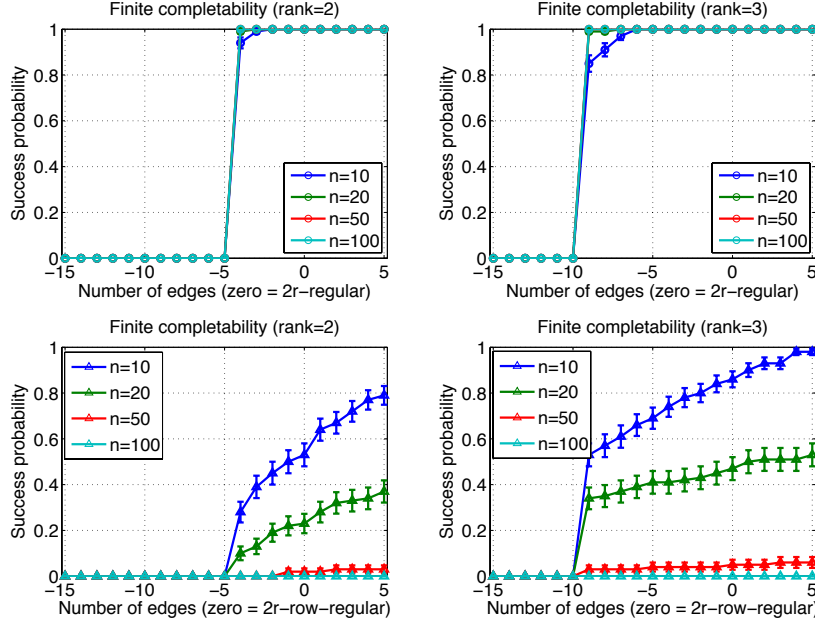 Finite completability (rank=2)
1
0.8
0.6
0.4
0.2
0
Success probability
n=10
n=20
n=50
n=100
−15 −10 −5 0 5
Number of edges (zero = 2r−regular)
Finite completability (rank=3)
1
0.8
0.6
0.4
0.2
0
Success probability
n=10
n=20
n=50
n=100
−15 −10 −5 0 5
Number of edges (zero = 2r−regular)
Finite completability (rank=2)
1
0.8
0.6
0.4
0.2
0
Success probability
n=10
n=20
n=50
n=100
−15 −10 −5 0 5
Number of edges (zero = 2r−row−regular)
Finite completability (rank=3)
1
0.8
0.6
0.4
0.2
0
Success probability
n=10
n=20
n=50
n=100
−15 −10 −5 0 5
Number of edges (zero = 2r−row−regular)